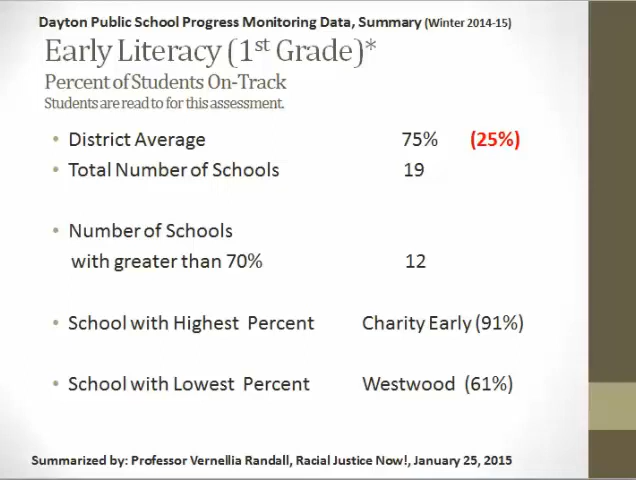 Dayton Public School Progress Monitoring Data, Summary (Winter 2014-15)
Early Literacy (1st Grade)*
Percent of Students On-Track
Students are read to for this assessment.
• District Average 75% (25%)
• Total Number of Schools 19
• Number of Schools
with greater than 70% 12
• School with Highest Percent Charity Early (91%)
• School with Lowest Percent Westwood (61%)
Summarized by: Professor Vernellia Randall, Racial Justice Now!, January 25, 2015